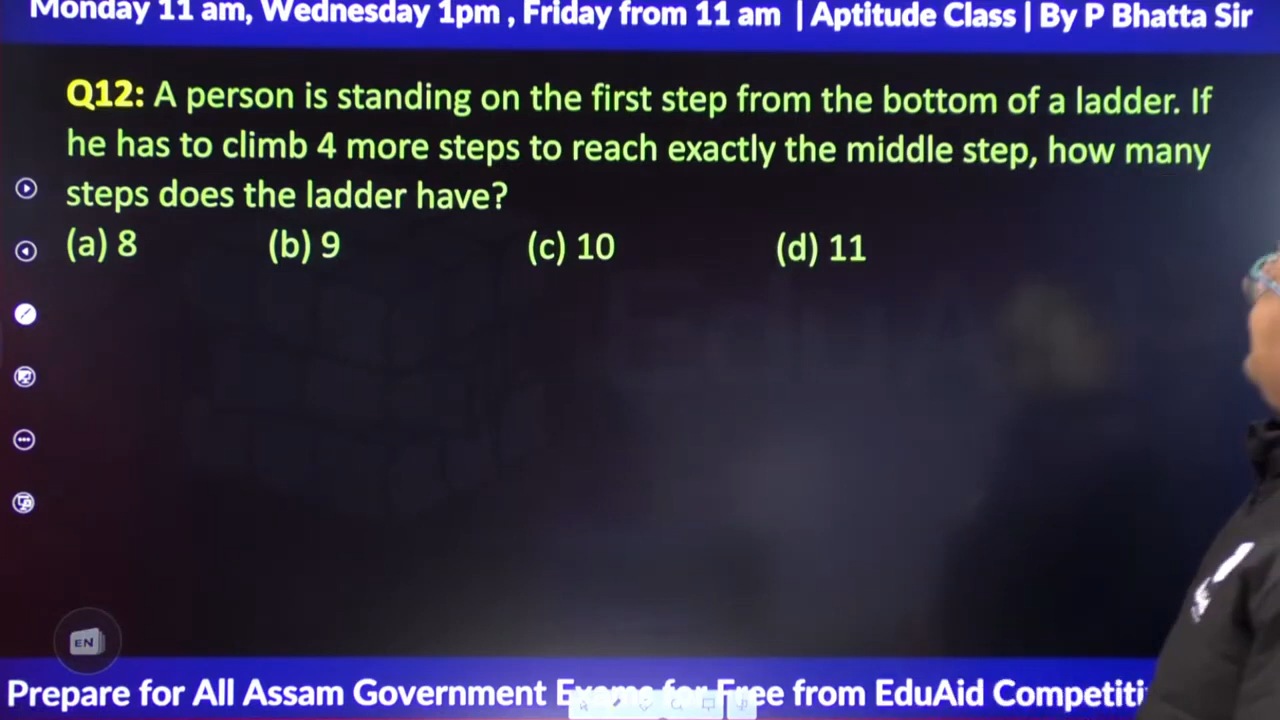 Monday 11 am, Wednesday 1pm , Friday from 11 am | Aptitude Class | By P Bhatta Sir
Q12: A person is standing on the first step from the bottom of a ladder. If
he has to climb 4 more steps to reach exactly the middle step, how many
steps does the ladder have?
(a) 8 (b) 9 (c) 10 (d) 11
EN
Prepare for All Assam Government Exams for Free from EduAid